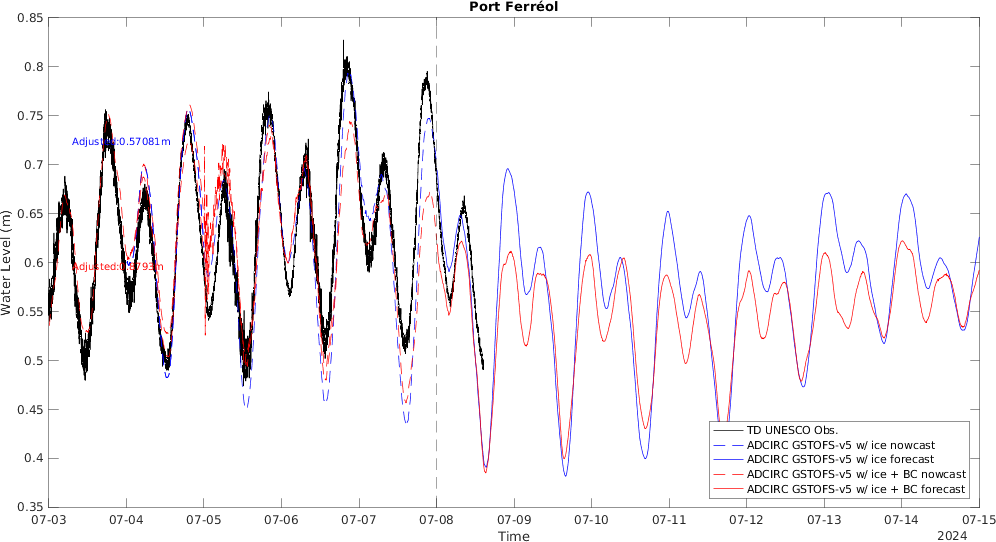 Port Ferréol
0.85
0.8
0.75
0.7
0.65
0.6
0.55
0.5
0.45
0.4
0.35
Water Level (m)
Adjusted:0.57081m
TD UNESCO Obs.
ADCIRC GSTOFS-v5 w/ ice nowcast
ADCIRC GSTOFS-v5 w/ ice forecast
ADCIRC GSTOFS-v5 w/ ice + BC nowcast
ADCIRC GSTOFS-v5 w/ ice + BC forecast
07-03 07-04 07-05 07-06 07-07 07-08 07-09 07-10 07-11 07-12 07-13 07-14 07-15
Time
2024